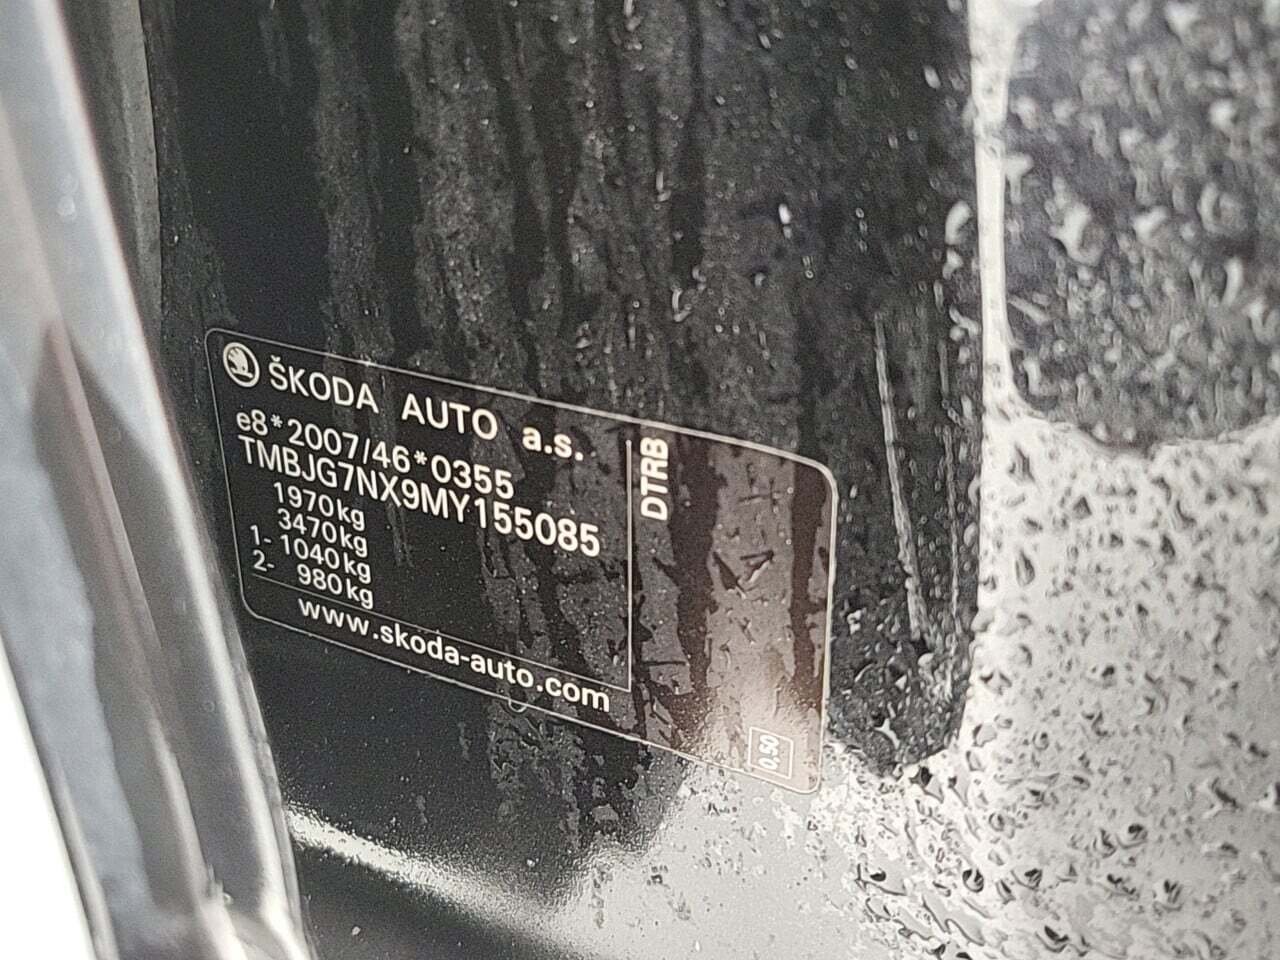 ŠKODA AUTO a.s.
e8*2007/46*0355
TMBJG7NX9MY155085
1970kg
3470kg
1- 1040kg
2- 980kg
www.skoda-auto.com
DTRB
0,50